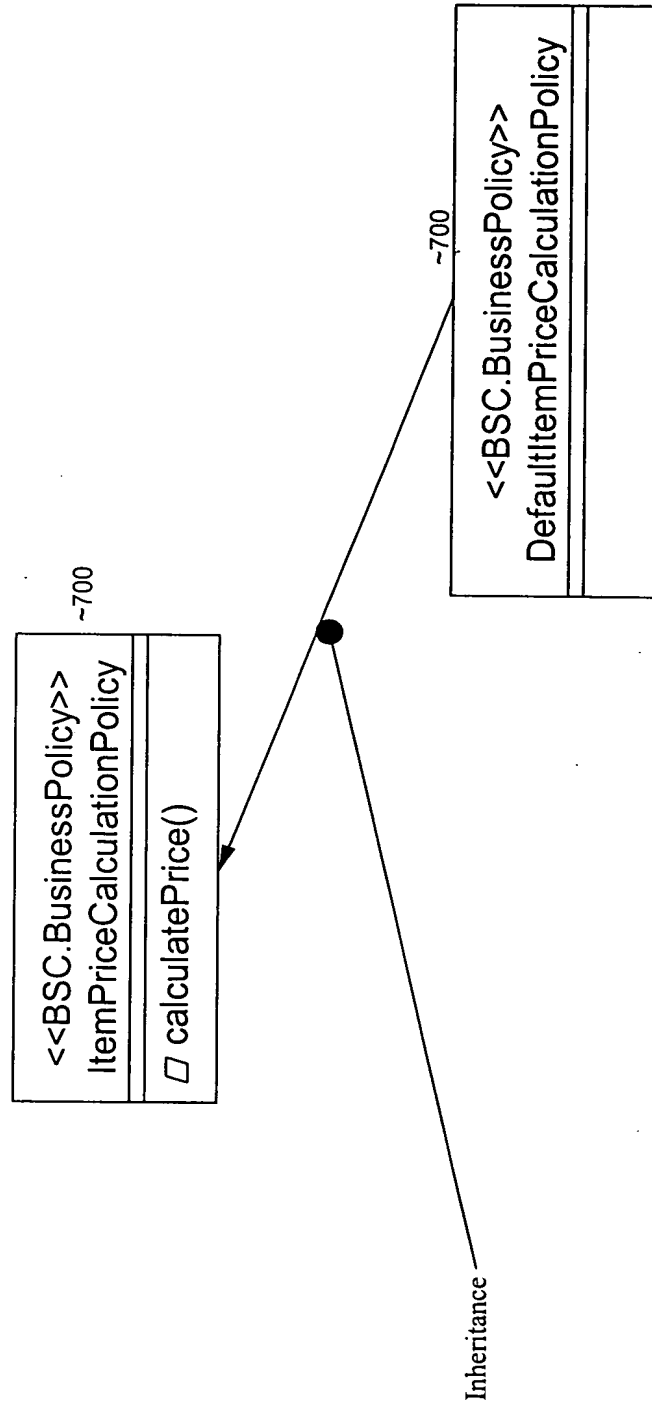 <<BSC.BusinessPolicy>>
ItemPriceCalculationPolicy
calculatePrice()
~700
~700
<<BSC.BusinessPolicy>>
DefaultItemPriceCalculationPolicy
Inheritance